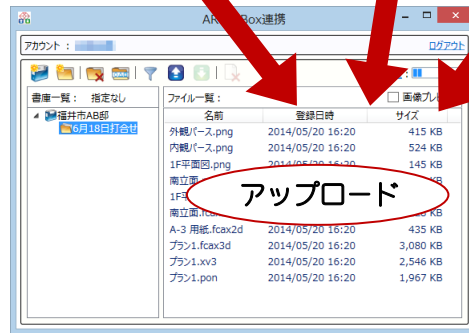 AR Box連携
アカウント :
ログアウト
書庫一覧: 指定なし
ファイル一覧:
画像プレ
福井市AB邸
6月18日打合せ
名前 登録日時 サイズ
外観パース.png 2014/05/20 16:20 415 KB
内観パース.png 2014/05/20 16:20 524 KB
1F平面図.png 2014/05/20 16:20 145 KB
南立面 KB
アップロード
1F平
南立面.fca KB
A-3 用紙.fcax2d 2014/05/20 16:20 435 KB
プラン1.fcax3d 2014/05/20 16:20 3,080 KB
プラン1.xv3 2014/05/20 16:20 2,546 KB
プラン1.pon 2014/05/20 16:20 1,967 KB